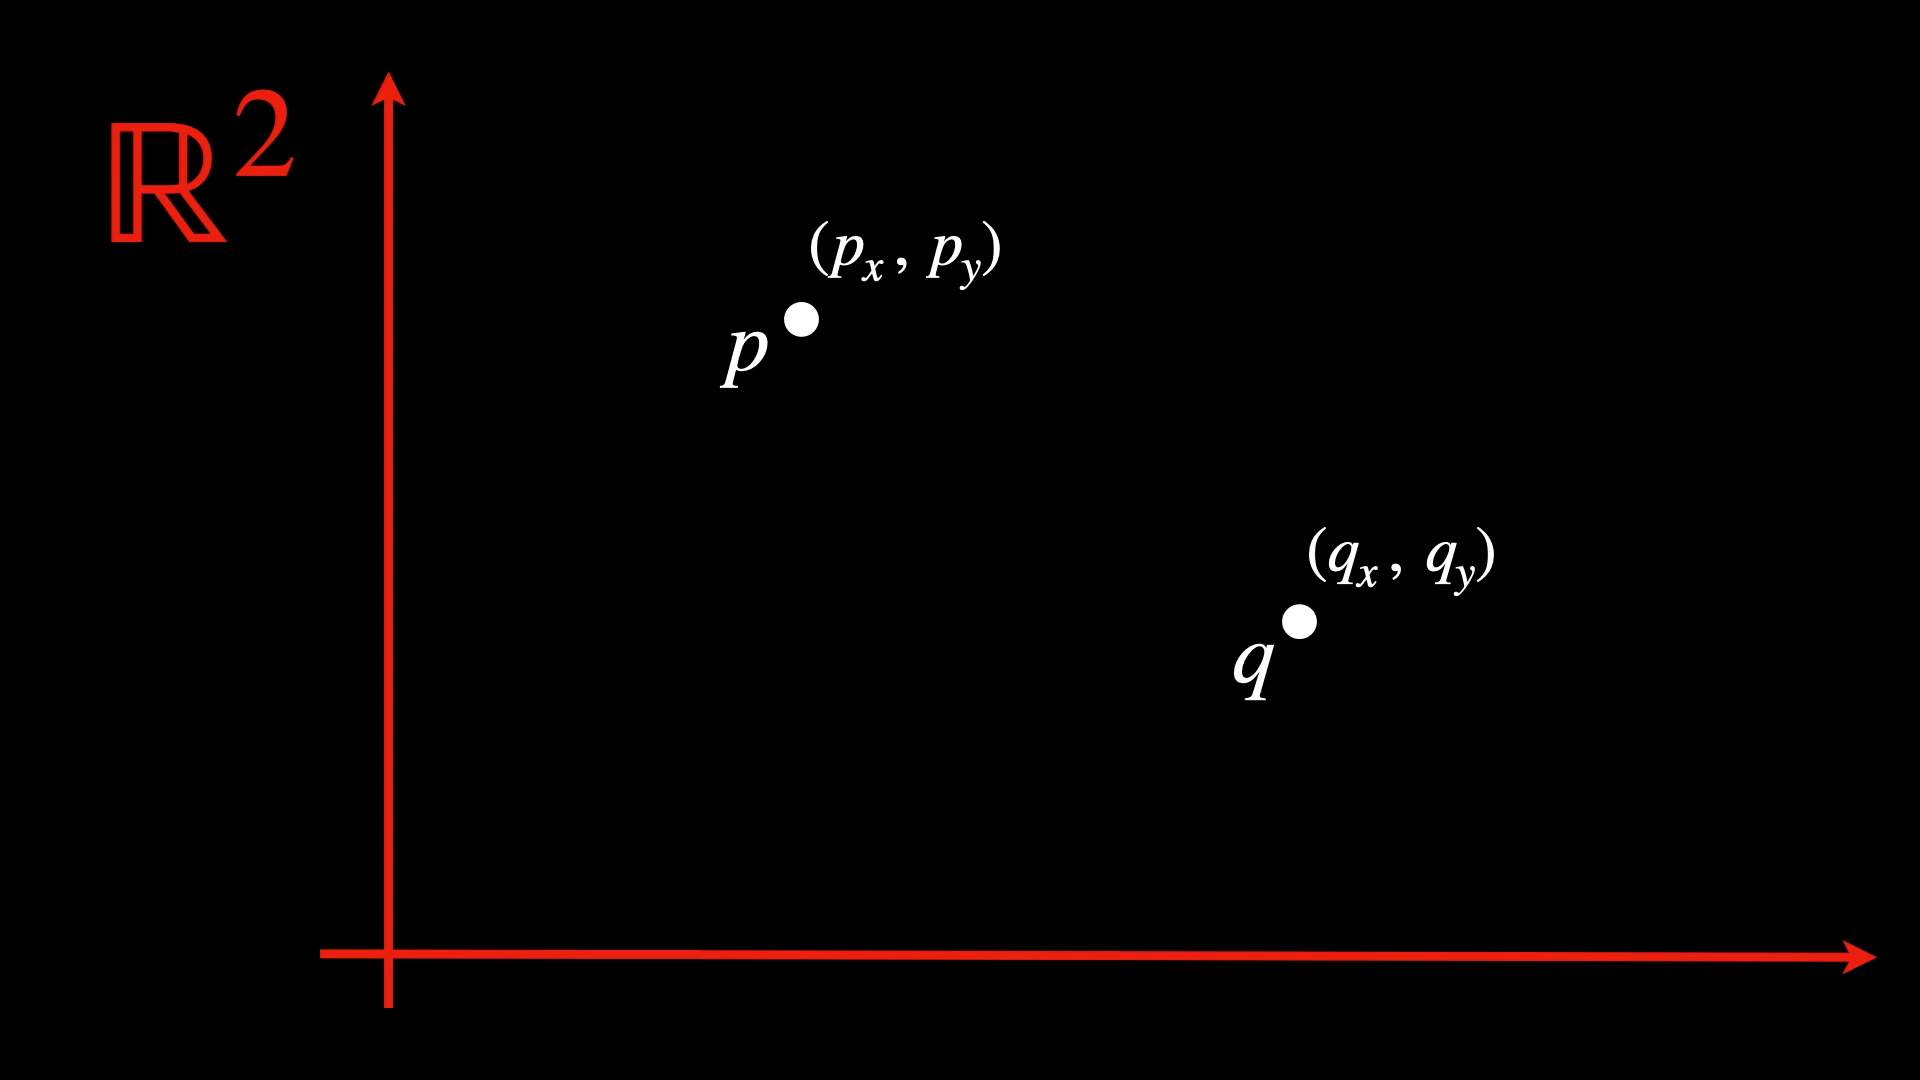 ℝ²
(pₓ, p_y)
p
(qₓ, q_y)
q